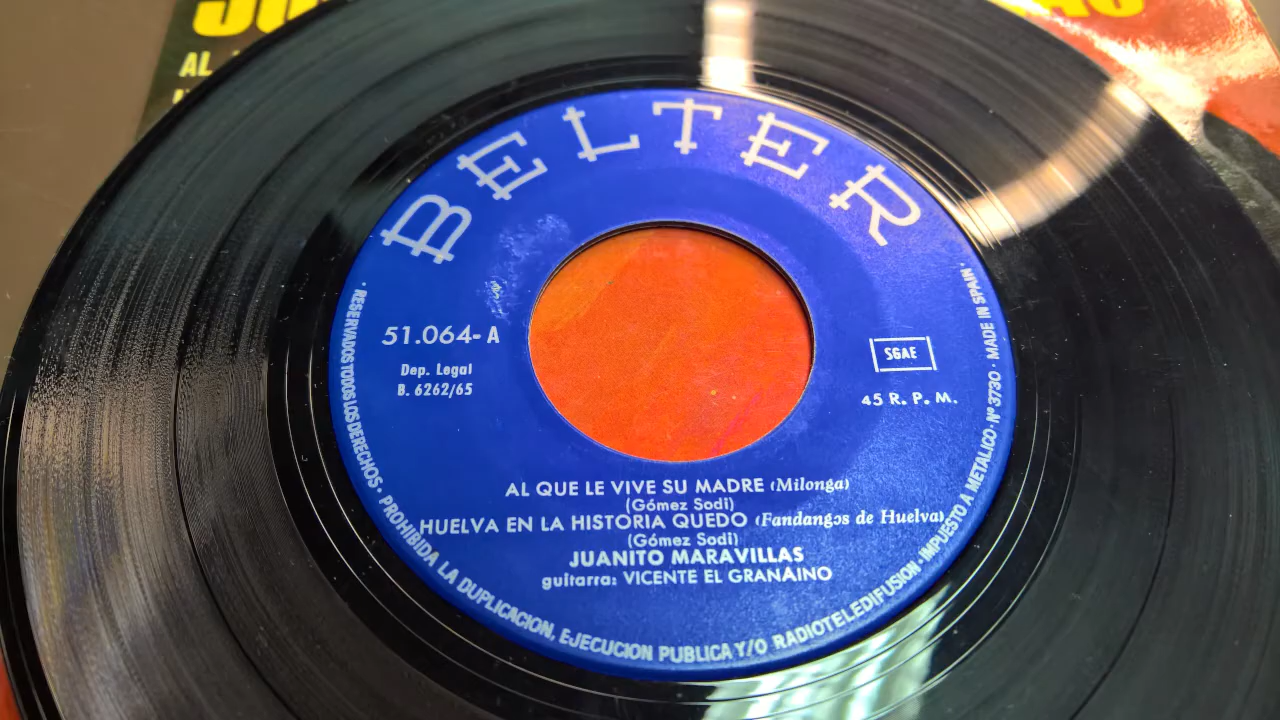 AL
BELTER
51.064-A
Dep. Legal
B. 6262/65
SGAE
45 R. P. M.
AL QUE LE VIVE SU MADRE (Milonga)
(Gómez Sodi)
HUELVA EN LA HISTORIA QUEDO (Fandangos de Huelva)
(Gómez Sodi)
JUANITO MARAVILLAS
guitarra: VICENTE EL GRANAINO
· RESERVADOS TODOS LOS DERECHOS · PROHIBIDA LA DUPLICACION, EJECUCION PUBLICA Y/O RADIOTELEDIFUSION · IMPUESTO A METALICO · Nº 3730 · MADE IN SPAIN ·